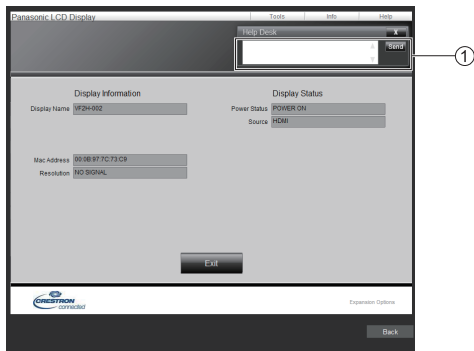 Panasonic LCD Display
Tools Info Help
Help Desk X
Send
1
Display Information Display Status
Display Name VF2H-002 Power Status POWER ON
Source HDMI
Mac Address 00:0B:97:7C:73:C9
Resolution NO SIGNAL
Exit
CRESTRON
connected
Expansion Options
Back